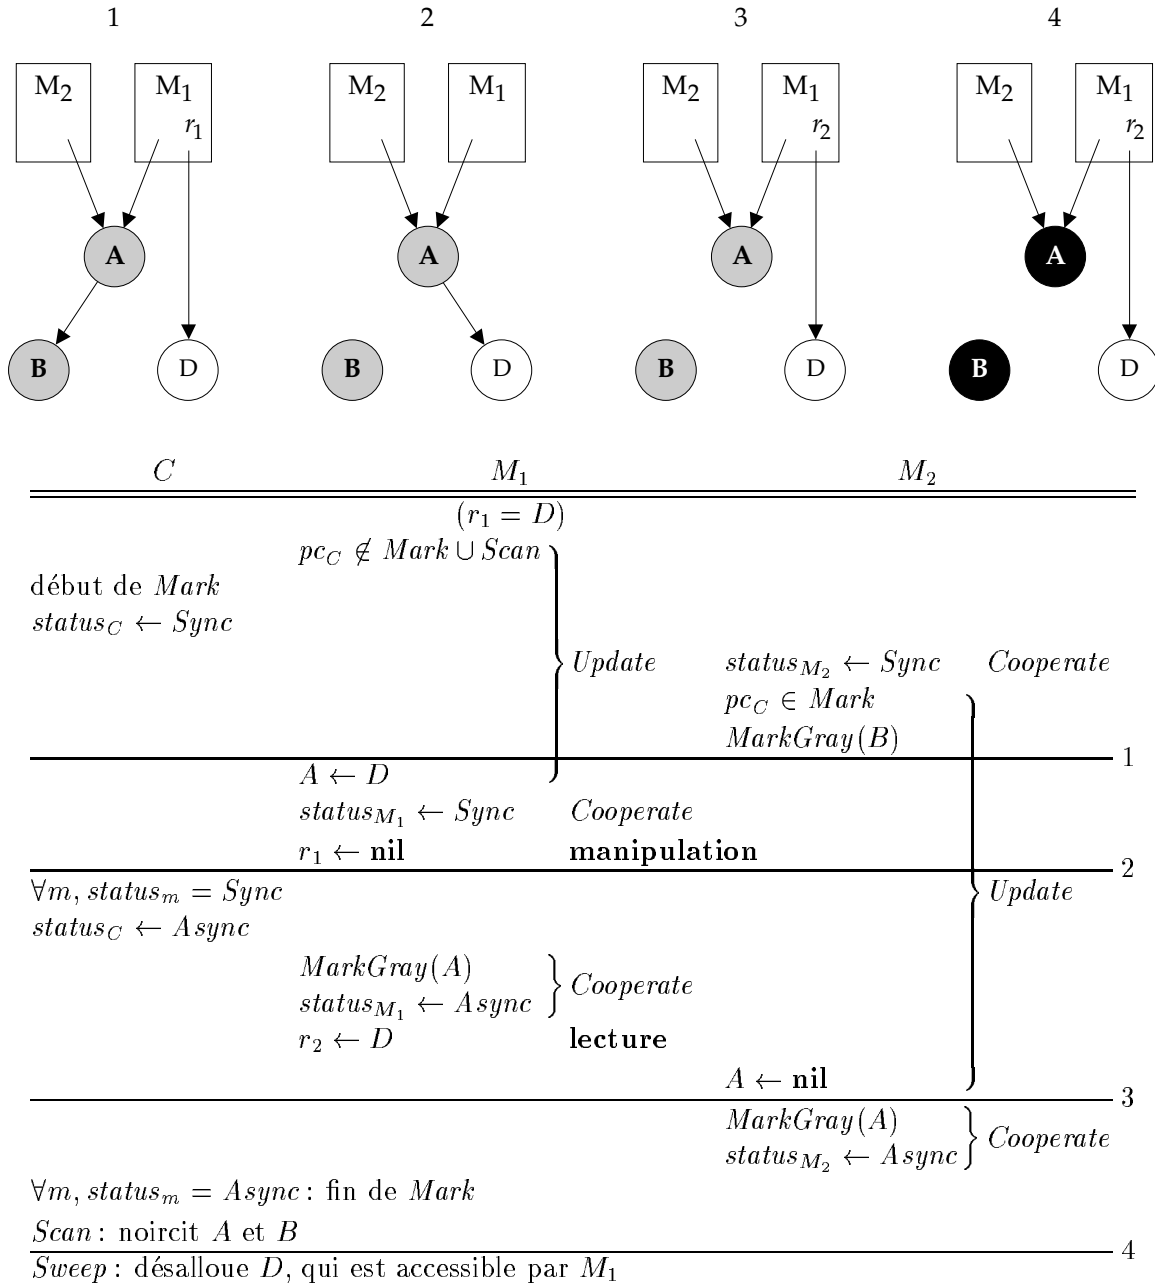 1 2 3 4
M2 M1 M2 M1 M2 M1 M2 M1
r1 r2 r2
A A A A
B D B D B D B D
C M1 M2
(r1 = D)
pcC ∉ Mark ∪ Scan
début de Mark
statusC ← Sync
Update statusM2 ← Sync Cooperate
pcC ∈ Mark
MarkGray(B)
1
A ← D
statusM1 ← Sync Cooperate
r1 ← nil manipulation
2
∀m, statusm = Sync Update
statusC ← Async
MarkGray(A)
Cooperate
statusM1 ← Async
r2 ← D lecture
A ← nil
3
MarkGray(A)
Cooperate
statusM2 ← Async
∀m, statusm = Async : fin de Mark
Scan : noircit A et B
4
Sweep : désalloue D, qui est accessible par M1